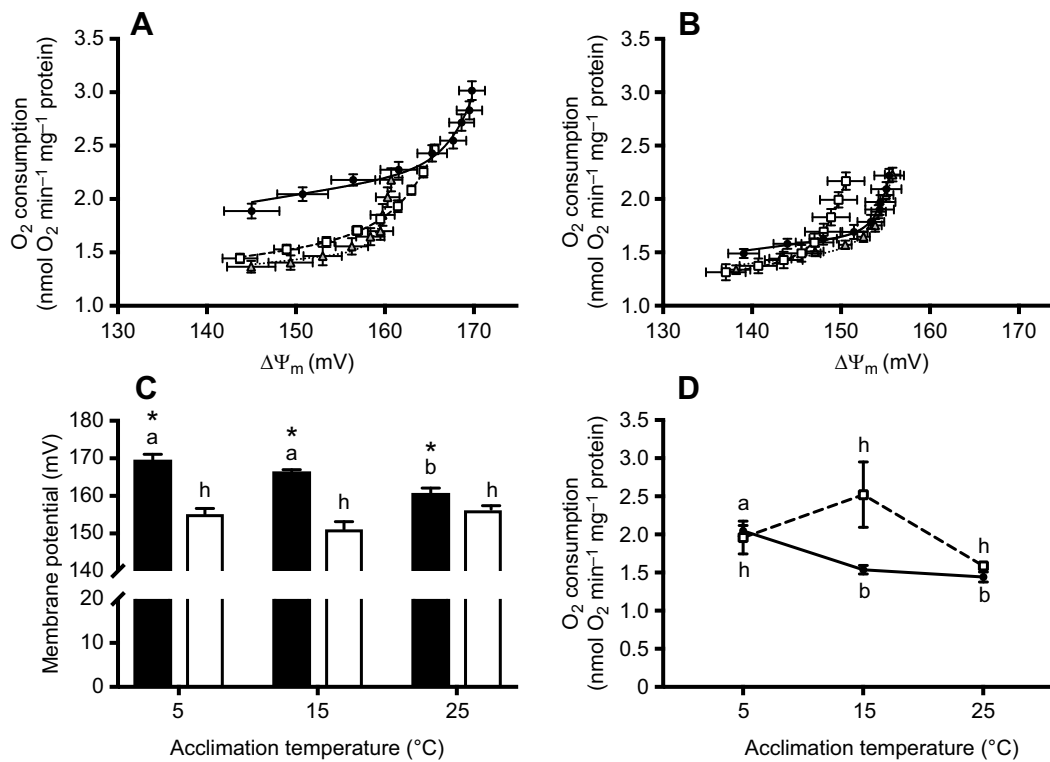 A
3.5
3.0
2.5
2.0
1.5
1.0
O2 consumption
(nmol O2 min–1 mg–1 protein)
130
140
150
160
170
ΔΨm (mV)
B
3.5
3.0
2.5
2.0
1.5
1.0
O2 consumption
(nmol O2 min–1 mg–1 protein)
130
140
150
160
170
ΔΨm (mV)
C
180
170
160
150
140
20
10
0
Membrane potential (mV)
*
a
h
*
a
h
*
b
h
5
15
25
Acclimation temperature (°C)
D
3.5
3.0
2.5
2.0
1.5
1.0
0.5
0
O2 consumption
(nmol O2 min–1 mg–1 protein)
a
h
h
b
h
b
5
15
25
Acclimation temperature (°C)